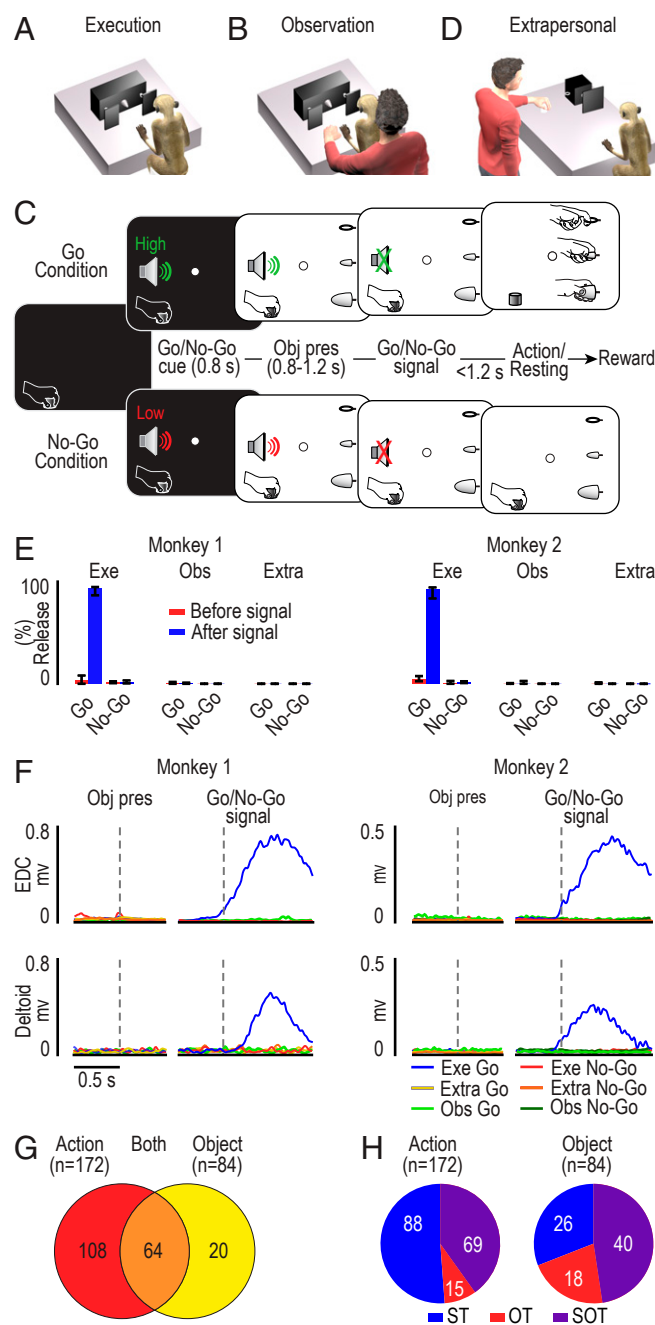 A Execution
B Observation
D Extrapersonal
C
Go
Condition
High
Go/No-Go
cue (0.8 s)
Obj pres
(0.8-1.2 s)
Go/No-Go
signal
<1.2 s
Action/
Resting
Reward
No-Go
Condition
Low
E
Monkey 1
Monkey 2
Exe Obs Extra
Exe Obs Extra
100
0
(%)
Release
Before signal
After signal
Go No-Go Go No-Go Go No-Go
Go No-Go Go No-Go Go No-Go
F
Monkey 1
Monkey 2
Obj pres
Go/No-Go
signal
Obj pres
Go/No-Go
signal
EDC
mv
0.8
0
mv
0.5
0
Deltoid
mv
0.8
0
mv
0.5
0
0.5 s
Exe Go
Exe No-Go
Extra Go
Extra No-Go
Obs Go
Obs No-Go
G
Action
(n=172)
Both
Object
(n=84)
108 64 20
H
Action
(n=172)
Object
(n=84)
88 69 15
26 40 18
ST OT SOT